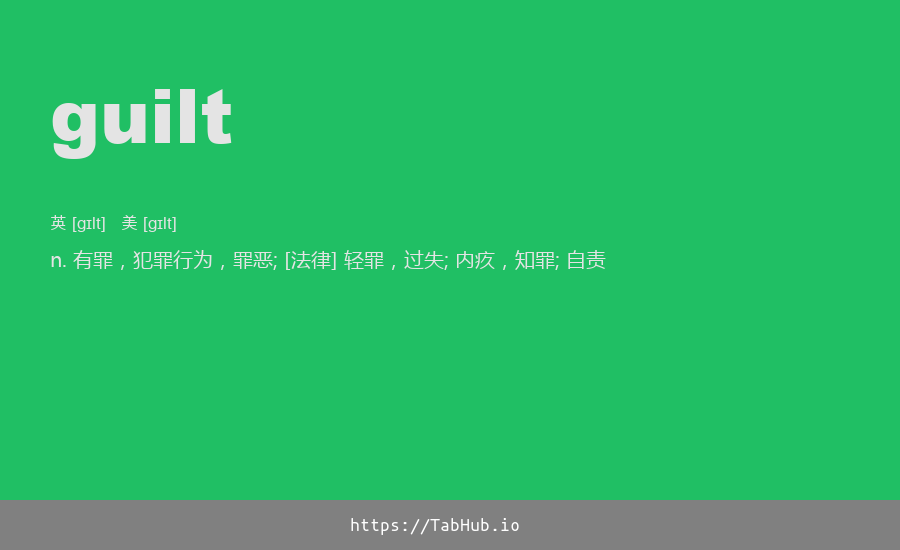 guilt
英 [gɪlt] 美 [gɪlt]
n. 有罪，犯罪行为，罪恶; [法律] 轻罪，过失; 内疚，知罪; 自责
https://TabHub.io